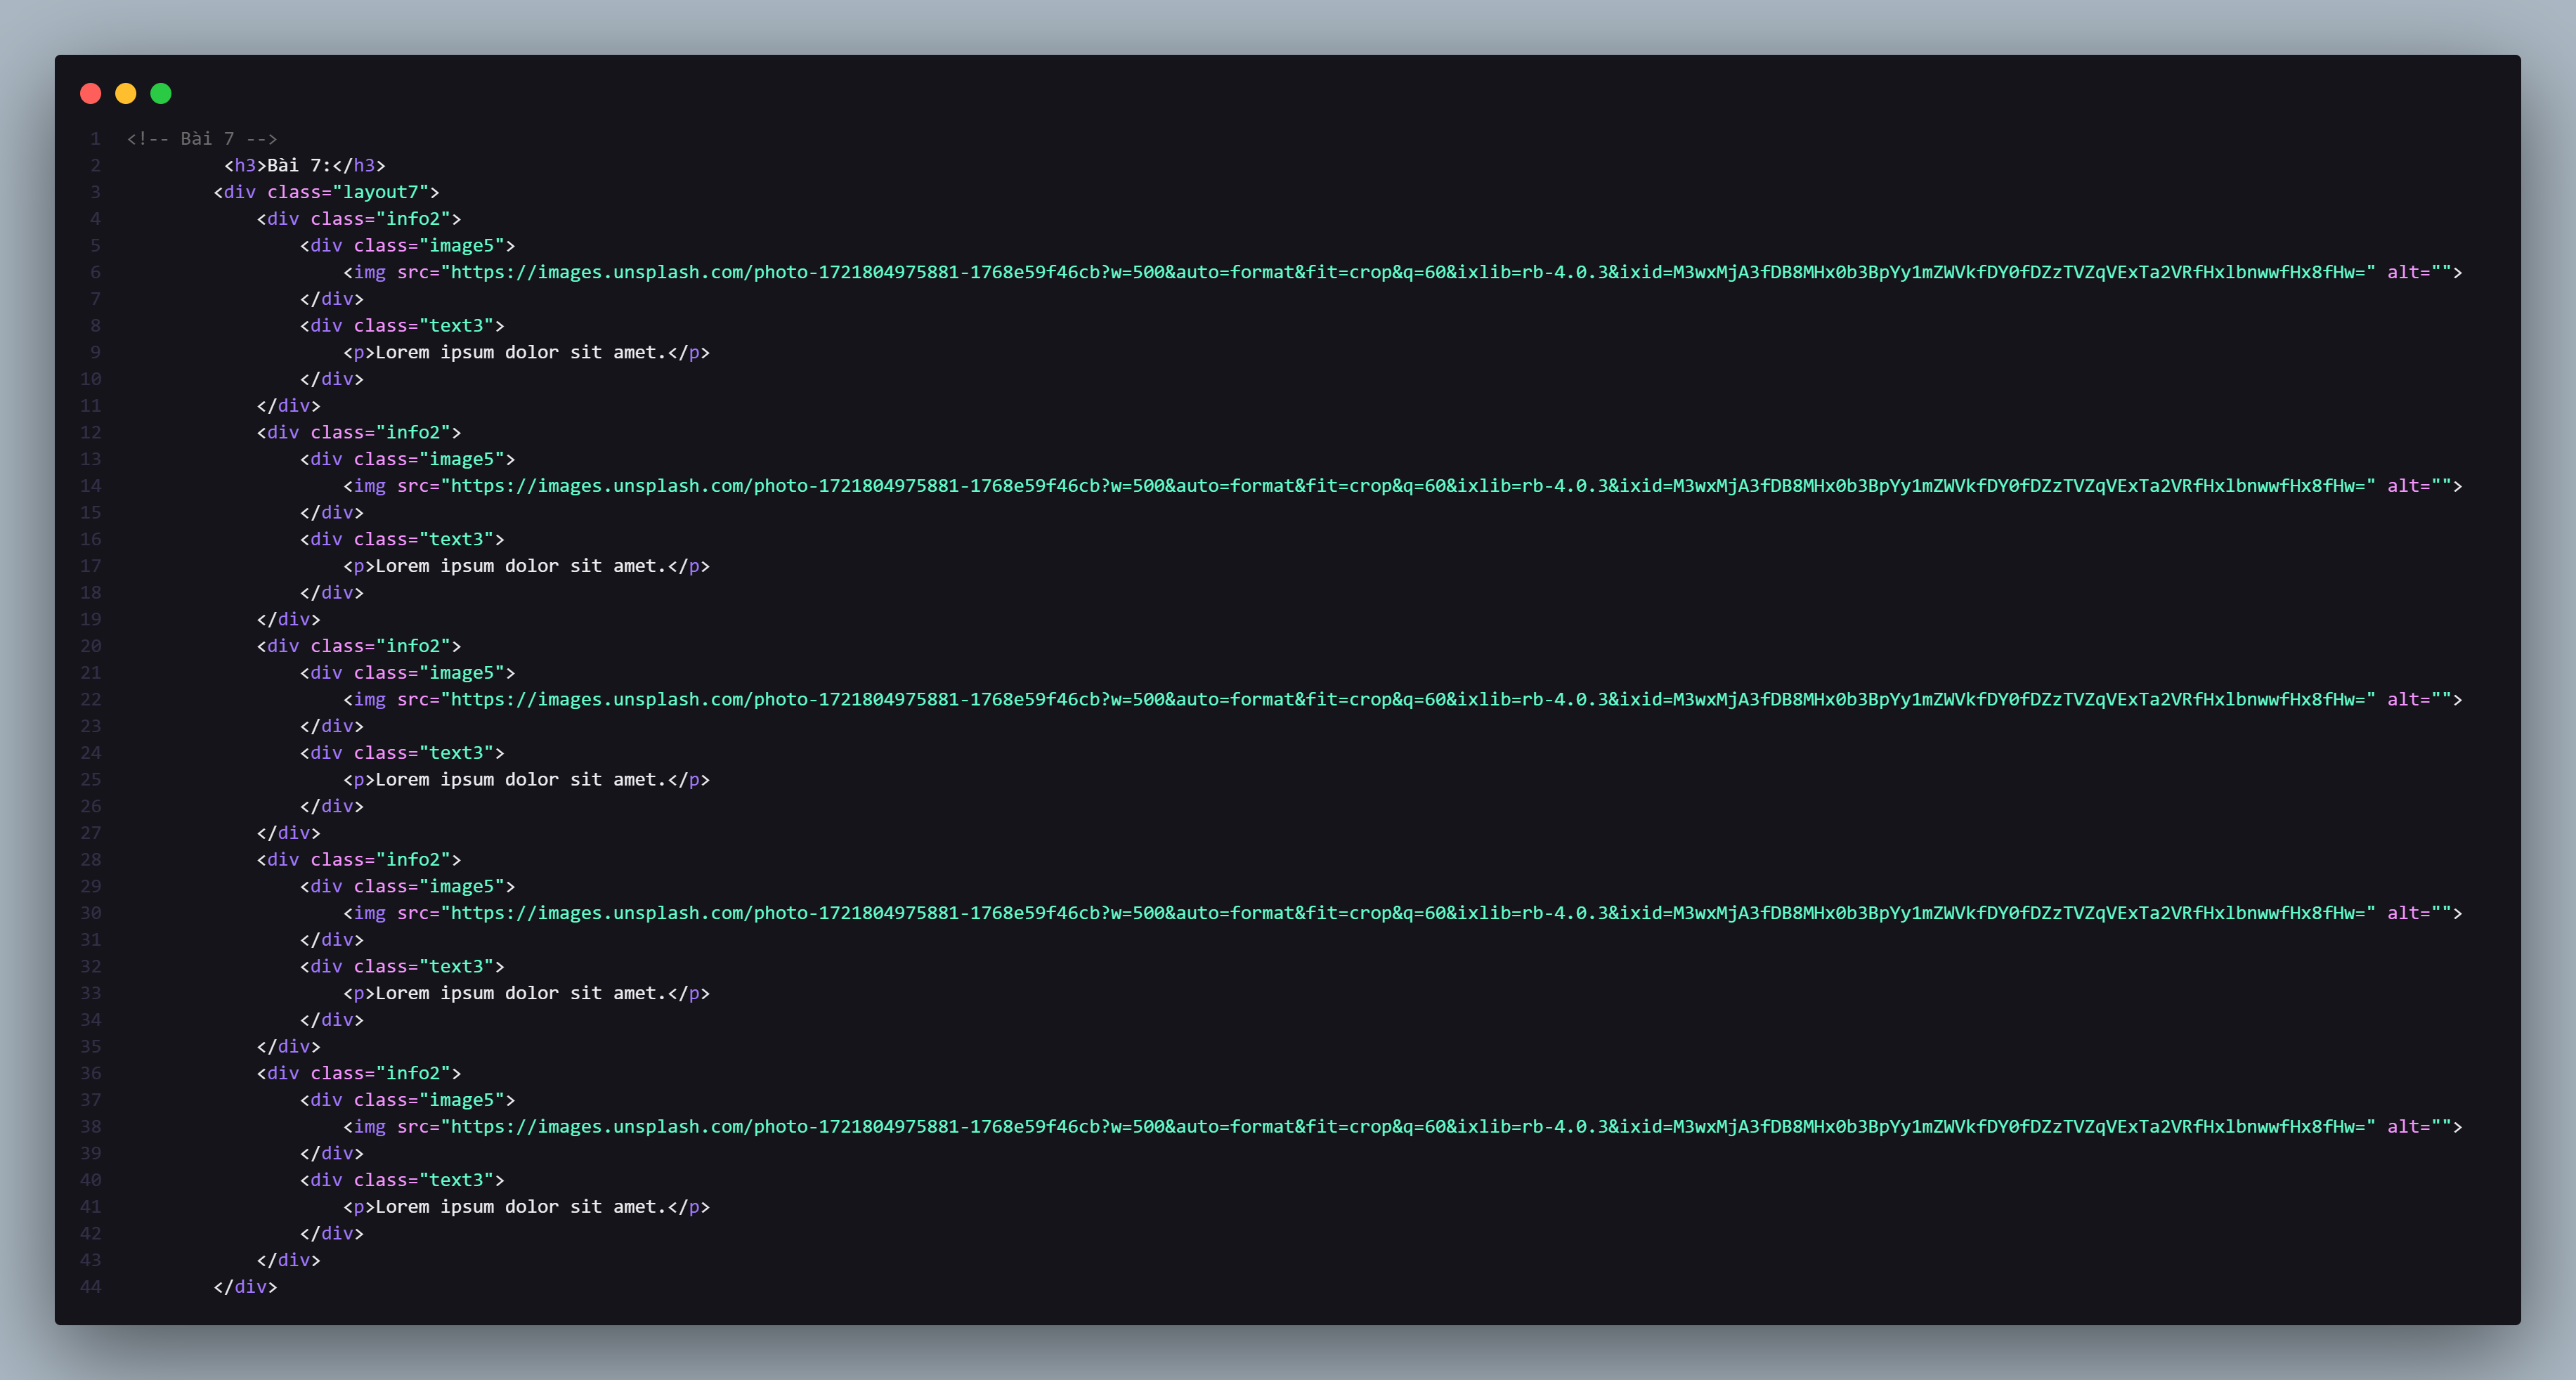 1 <!-- Bài 7 -->
2 <h3>Bài 7:</h3>
3 <div class="layout7">
4 <div class="info2">
5 <div class="image5">
6 <img src="https://images.unsplash.com/photo-1721804975881-1768e59f46cb?w=500&auto=format&fit=crop&q=60&ixlib=rb-4.0.3&ixid=M3wxMjA3fDB8MHx0b3BpYy1mZWVkfDY0fDZzTVZqVExTa2VRfHxlbnwwfHx8fHw=" alt="">
7 </div>
8 <div class="text3">
9 <p>Lorem ipsum dolor sit amet.</p>
10 </div>
11 </div>
12 <div class="info2">
13 <div class="image5">
14 <img src="https://images.unsplash.com/photo-1721804975881-1768e59f46cb?w=500&auto=format&fit=crop&q=60&ixlib=rb-4.0.3&ixid=M3wxMjA3fDB8MHx0b3BpYy1mZWVkfDY0fDZzTVZqVExTa2VRfHxlbnwwfHx8fHw=" alt="">
15 </div>
16 <div class="text3">
17 <p>Lorem ipsum dolor sit amet.</p>
18 </div>
19 </div>
20 <div class="info2">
21 <div class="image5">
22 <img src="https://images.unsplash.com/photo-1721804975881-1768e59f46cb?w=500&auto=format&fit=crop&q=60&ixlib=rb-4.0.3&ixid=M3wxMjA3fDB8MHx0b3BpYy1mZWVkfDY0fDZzTVZqVExTa2VRfHxlbnwwfHx8fHw=" alt="">
23 </div>
24 <div class="text3">
25 <p>Lorem ipsum dolor sit amet.</p>
26 </div>
27 </div>
28 <div class="info2">
29 <div class="image5">
30 <img src="https://images.unsplash.com/photo-1721804975881-1768e59f46cb?w=500&auto=format&fit=crop&q=60&ixlib=rb-4.0.3&ixid=M3wxMjA3fDB8MHx0b3BpYy1mZWVkfDY0fDZzTVZqVExTa2VRfHxlbnwwfHx8fHw=" alt="">
31 </div>
32 <div class="text3">
33 <p>Lorem ipsum dolor sit amet.</p>
34 </div>
35 </div>
36 <div class="info2">
37 <div class="image5">
38 <img src="https://images.unsplash.com/photo-1721804975881-1768e59f46cb?w=500&auto=format&fit=crop&q=60&ixlib=rb-4.0.3&ixid=M3wxMjA3fDB8MHx0b3BpYy1mZWVkfDY0fDZzTVZqVExTa2VRfHxlbnwwfHx8fHw=" alt="">
39 </div>
40 <div class="text3">
41 <p>Lorem ipsum dolor sit amet.</p>
42 </div>
43 </div>
44 </div>